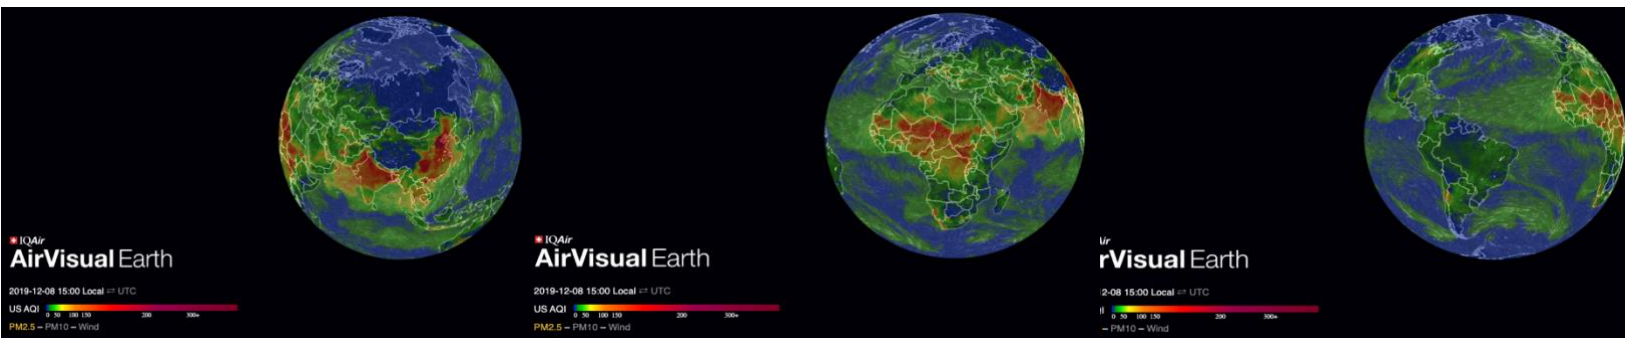 IQAir
AirVisual Earth
2019-12-08 15:00 Local ⇄ UTC
US AQI
0 50 100 150 200 300+
PM2.5 – PM10 – Wind
IQAir
AirVisual Earth
2019-12-08 15:00 Local ⇄ UTC
US AQI
0 50 100 150 200 300+
PM2.5 – PM10 – Wind
Air
rVisual Earth
12-08 15:00 Local ⇄ UTC
QI
0 50 100 150 200 300+
– PM10 – Wind